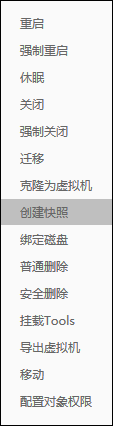 重启
强制重启
休眠
关闭
强制关闭
迁移
克隆为虚拟机
创建快照
绑定磁盘
普通删除
安全删除
挂载Tools
导出虚拟机
移动
配置对象权限